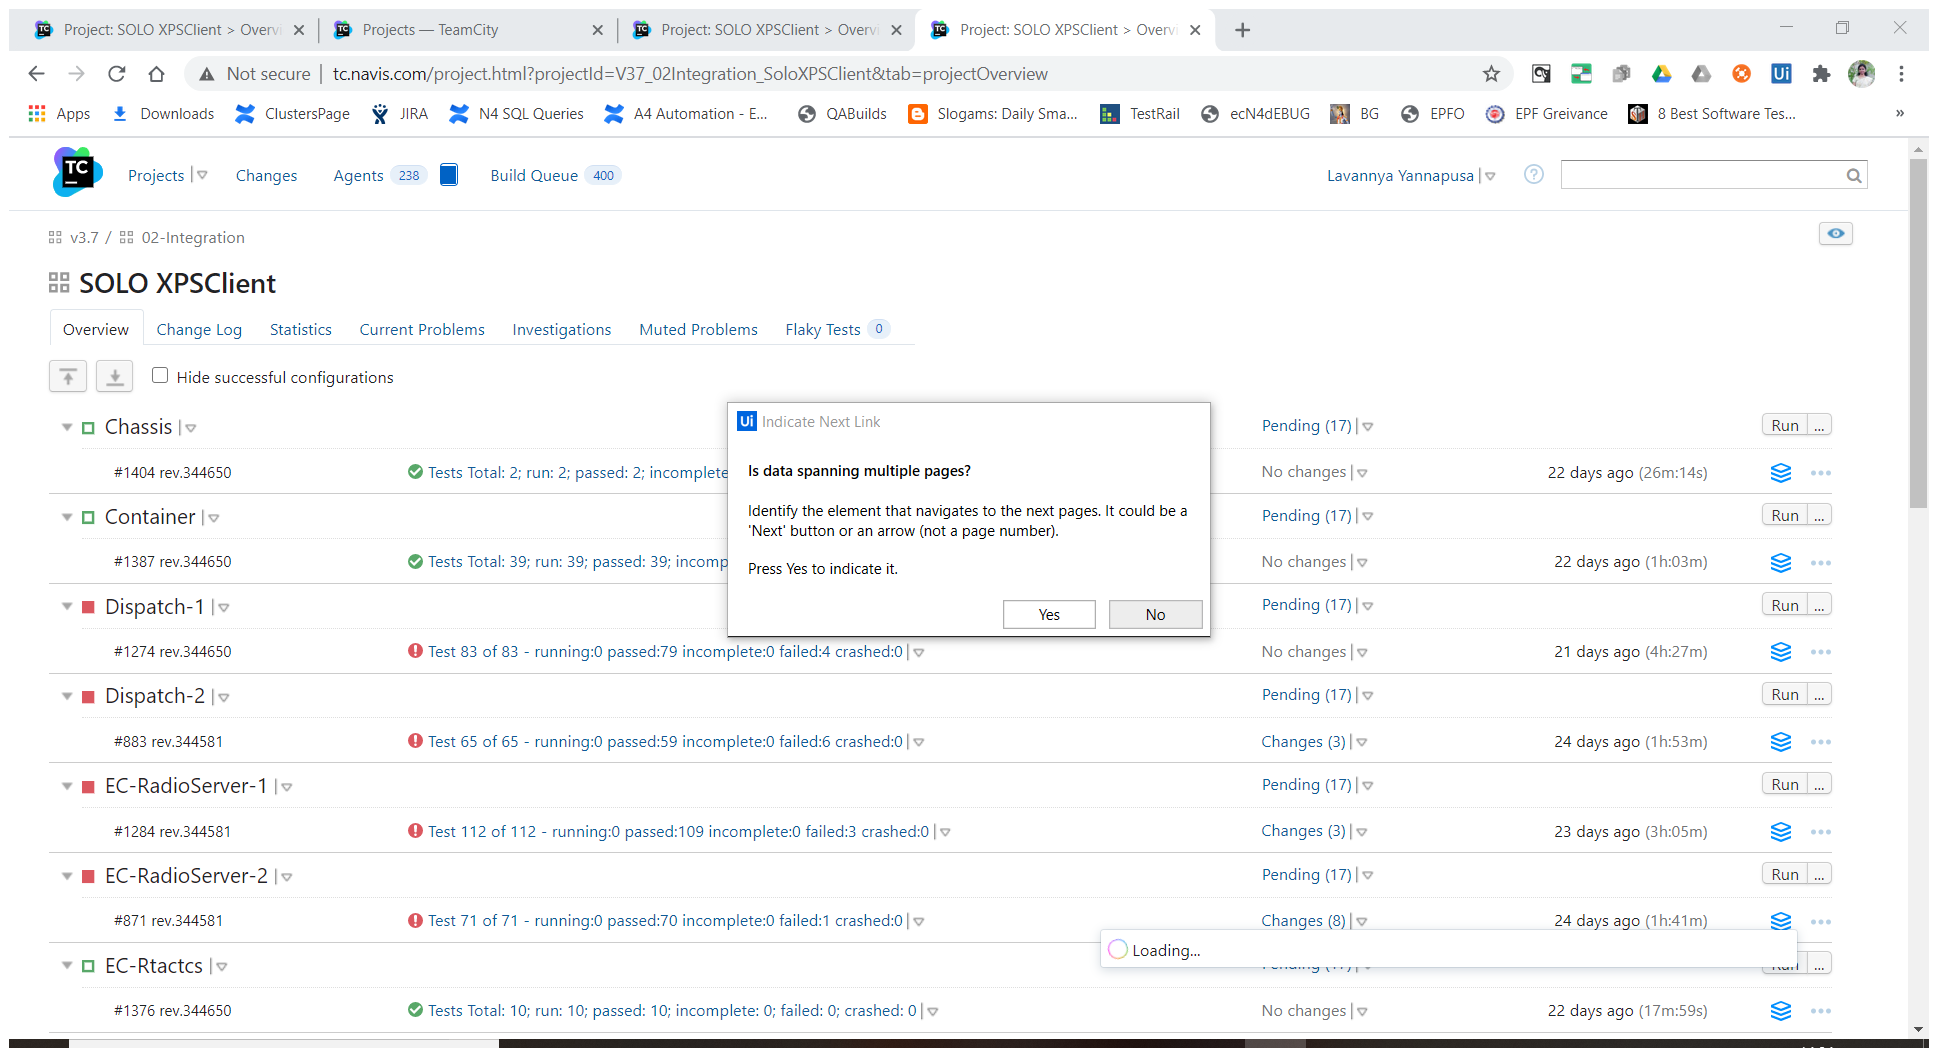 Project: SOLO XPSClient > Overvi
Projects — TeamCity
Project: SOLO XPSClient > Overvi
Project: SOLO XPSClient > Overvi
Not secure | tc.navis.com/project.html?projectId=V37_02Integration_SoloXPSClient&tab=projectOverview
Apps Downloads ClustersPage JIRA N4 SQL Queries A4 Automation - E... QABuilds Slogams: Daily Sma... TestRail ecN4dEBUG BG EPFO EPF Greivance 8 Best Software Tes... »
TC Projects Changes Agents 238 Build Queue 400 Lavannya Yannapusa ?
v3.7 / 02-Integration
SOLO XPSClient
Overview Change Log Statistics Current Problems Investigations Muted Problems Flaky Tests 0
Hide successful configurations
Chassis Pending (17) Run ...
#1404 rev.344650 Tests Total: 2; run: 2; passed: 2; incomplete No changes 22 days ago (26m:14s)
Container Pending (17) Run ...
#1387 rev.344650 Tests Total: 39; run: 39; passed: 39; incomp No changes 22 days ago (1h:03m)
Dispatch-1 Pending (17) Run ...
#1274 rev.344650 Test 83 of 83 - running:0 passed:79 incomplete:0 failed:4 crashed:0 No changes 21 days ago (4h:27m)
Dispatch-2 Pending (17) Run ...
#883 rev.344581 Test 65 of 65 - running:0 passed:59 incomplete:0 failed:6 crashed:0 Changes (3) 24 days ago (1h:53m)
EC-RadioServer-1 Pending (17) Run ...
#1284 rev.344581 Test 112 of 112 - running:0 passed:109 incomplete:0 failed:3 crashed:0 Changes (3) 23 days ago (3h:05m)
EC-RadioServer-2 Pending (17) Run ...
#871 rev.344581 Test 71 of 71 - running:0 passed:70 incomplete:0 failed:1 crashed:0 Changes (8) 24 days ago (1h:41m)
EC-Rtactcs ...
#1376 rev.344650 Tests Total: 10; run: 10; passed: 10; incomplete: 0; failed: 0; crashed: 0 No changes 22 days ago (17m:59s)
Ui Indicate Next Link
Is data spanning multiple pages?
Identify the element that navigates to the next pages. It could be a
'Next' button or an arrow (not a page number).
Press Yes to indicate it.
Yes No
Loading...